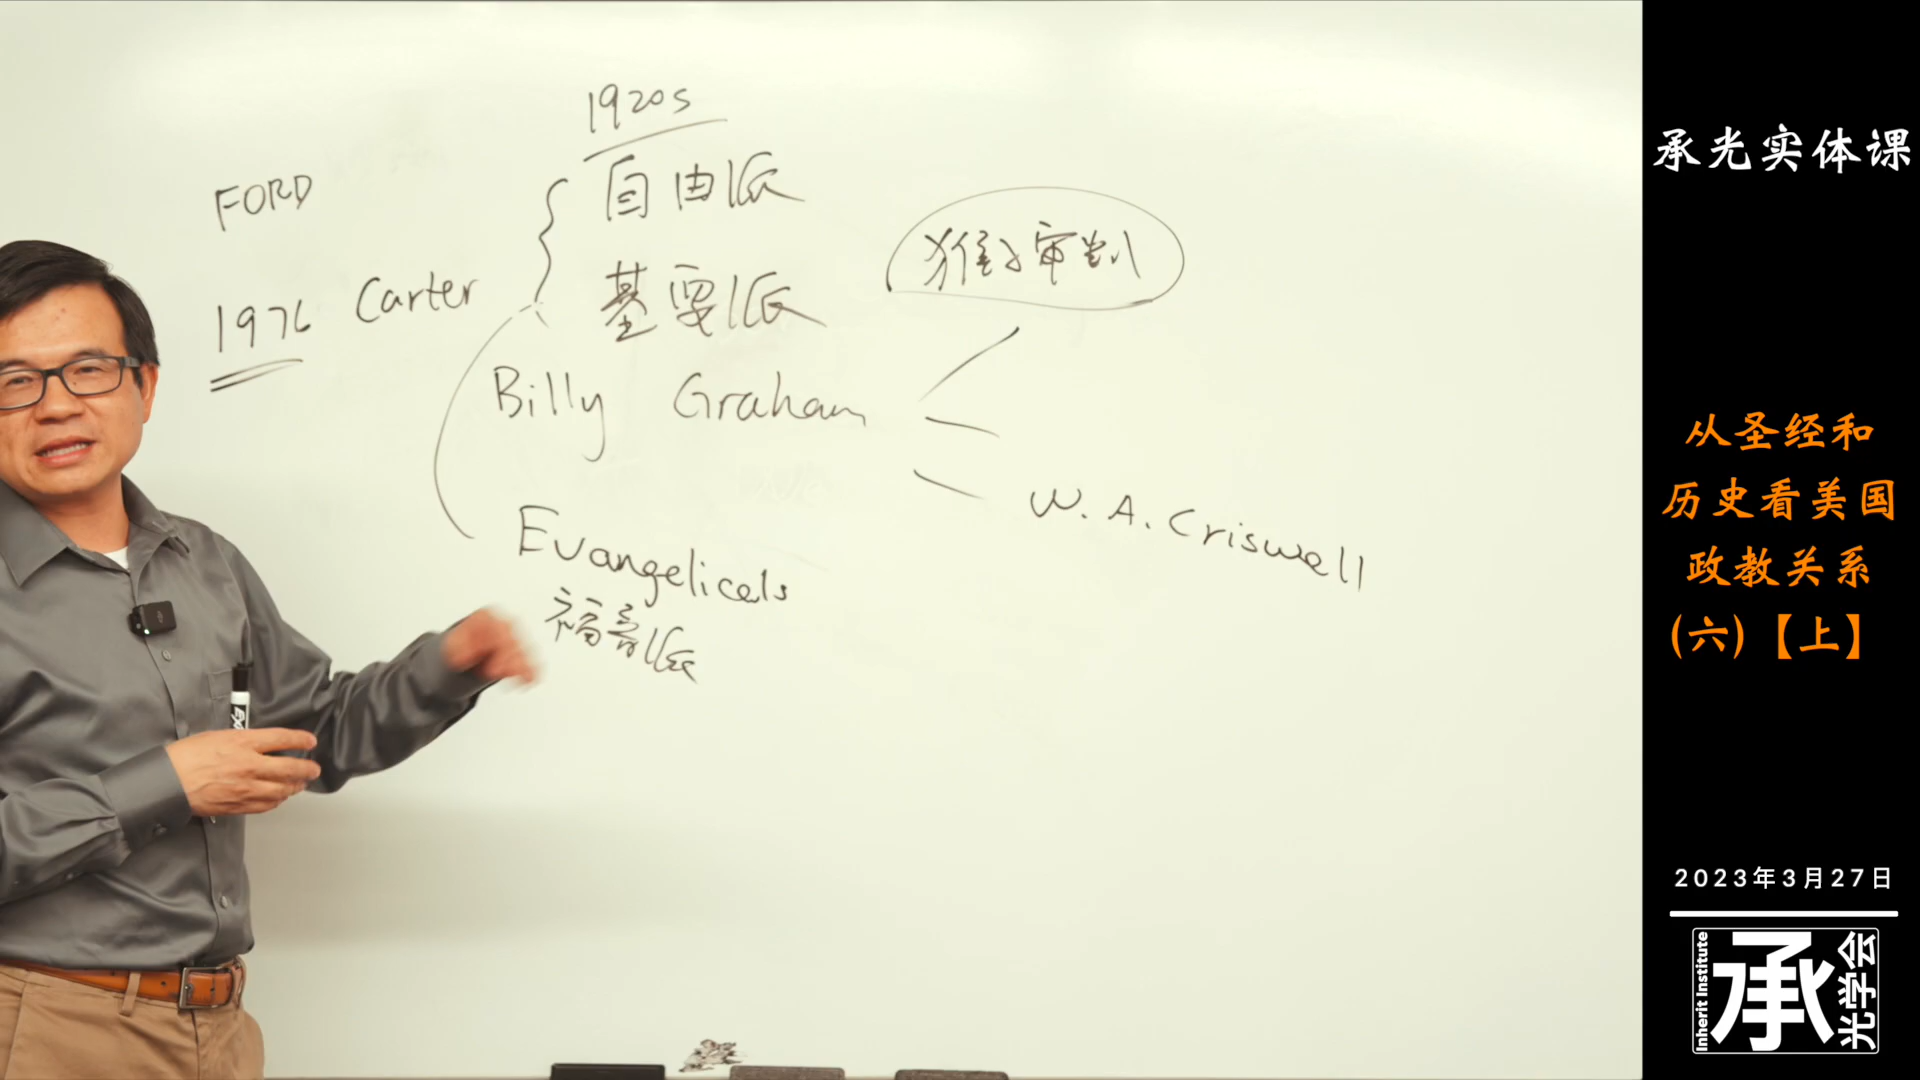 1920s
自由派
FORD
猴子审判
基要派
1976 Carter
Billy Graham
W. A. Criswell
Evangelicals
福音派
Ex
承光实体课
从圣经和
历史看美国
政教关系
(六)【上】
2023年3月27日
Inherit Institute
承
光学会